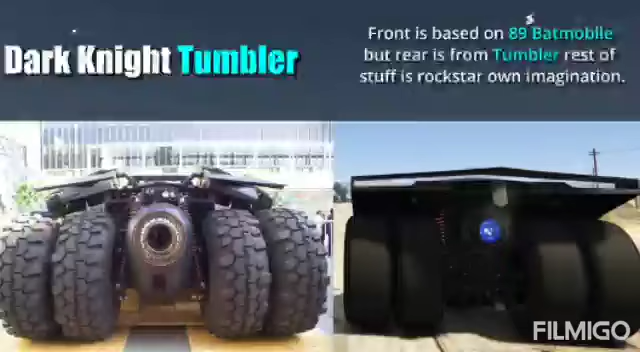 Dark Knight Tumbler
Front is based on 89 Batmobile
but rear is from Tumbler rest of
stuff is rockstar own imagination.
FILMIGO